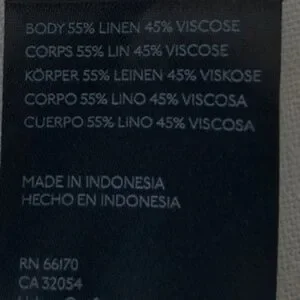 BODY 55% LINEN 45% VISCOSE
CORPS 55% LIN 45% VISCOSE
KÖRPER 55% LEINEN 45% VISKOSE
CORPO 55% LINO 45% VISCOSA
CUERPO 55% LINO 45% VISCOSA
MADE IN INDONESIA
HECHO EN INDONESIA
RN 66170
CA 32054